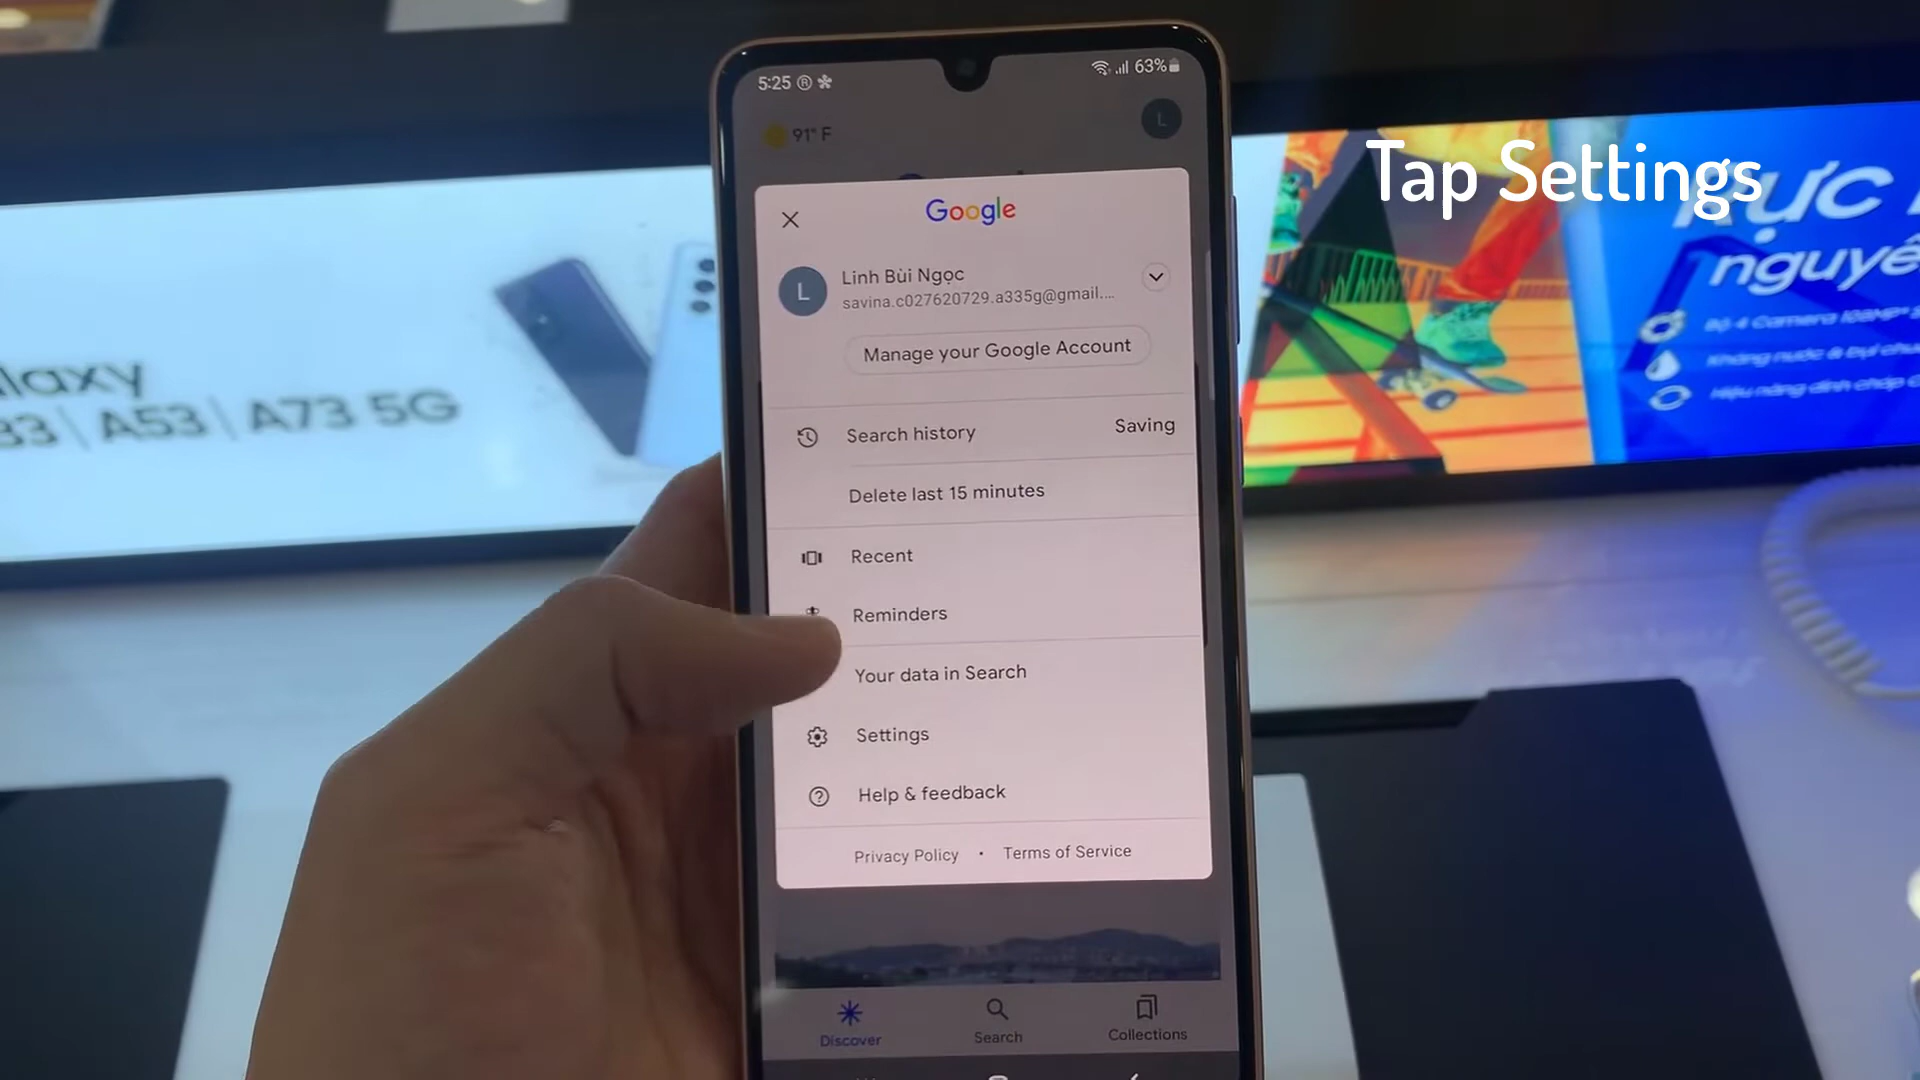 Tap Settings
5:25
63%
91° F
L
Google
Linh Bùi Ngọc
L
savina.c027620729.a335g@gmail....
Manage your Google Account
Search history
Saving
Delete last 15 minutes
Recent
Reminders
Your data in Search
Settings
Help & feedback
Privacy Policy • Terms of Service
Discover
Search
Collections
laxy
33 | A53 | A73 5G